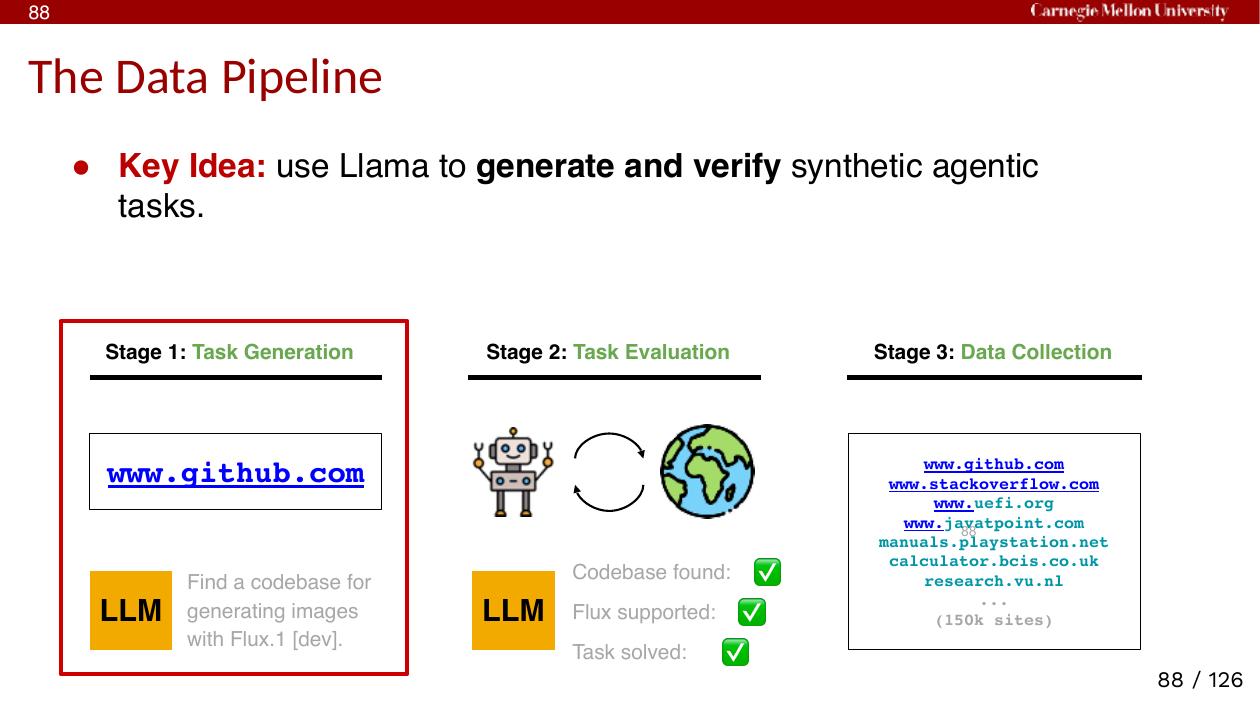 88
Carnegie Mellon University
The Data Pipeline
● Key Idea: use Llama to generate and verify synthetic agentic
tasks.
Stage 1: Task Generation
www.github.com
LLM
Find a codebase for
generating images
with Flux.1 [dev].
Stage 2: Task Evaluation
LLM
Codebase found: ✅
Flux supported: ✅
Task solved: ✅
Stage 3: Data Collection
www.github.com
www.stackoverflow.com
www.uefi.org
www.javatpoint.com
88
manuals.playstation.net
calculator.bcis.co.uk
research.vu.nl
...
(150k sites)
88 / 126